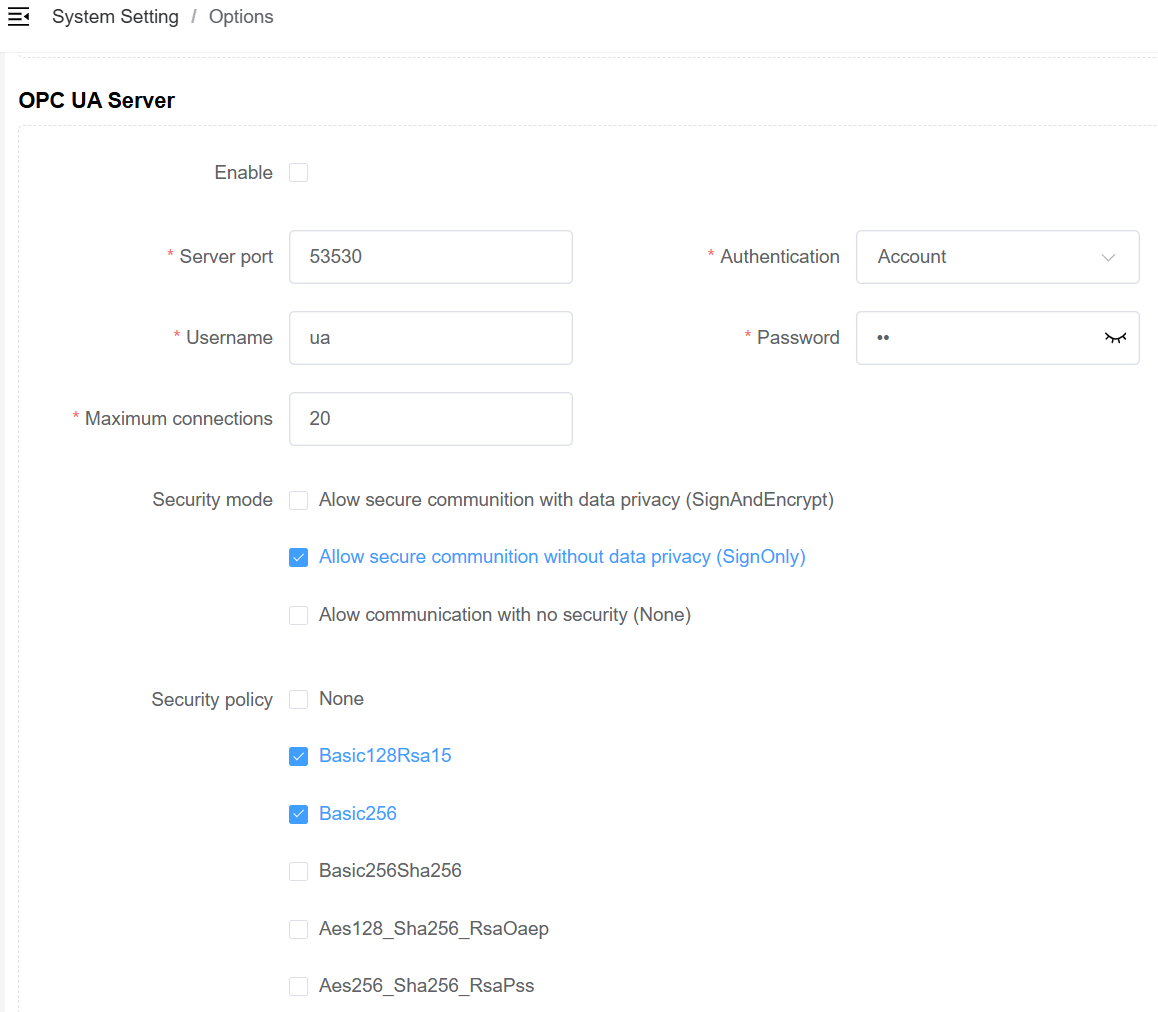 System Setting / Options
OPC UA Server
Enable
* Server port 53530 * Authentication Account
* Username ua * Password ••
* Maximum connections 20
Security mode Alow secure communition with data privacy (SignAndEncrypt)
Allow secure communition without data privacy (SignOnly)
Alow communication with no security (None)
Security policy None
Basic128Rsa15
Basic256
Basic256Sha256
Aes128_Sha256_RsaOaep
Aes256_Sha256_RsaPss